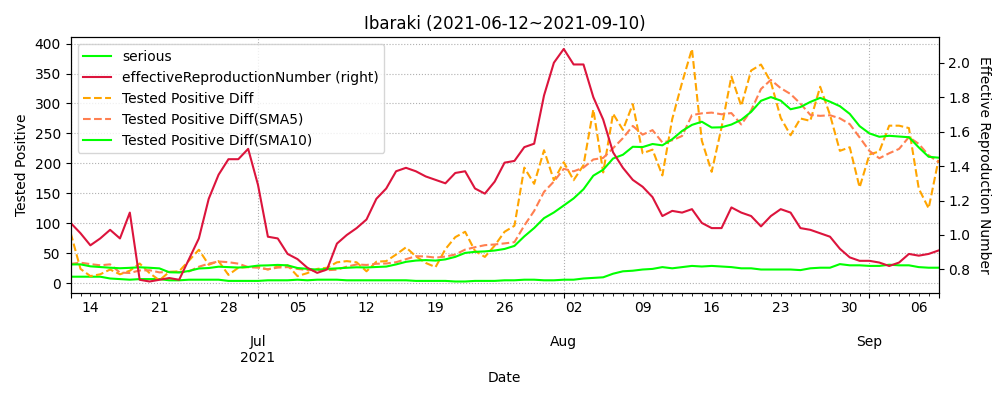 Ibaraki (2021-06-12~2021-09-10)
400
350
300
250
200
150
100
50
0
Tested Positive
serious
effectiveReproductionNumber (right)
Tested Positive Diff
Tested Positive Diff(SMA5)
Tested Positive Diff(SMA10)
2.0
1.8
1.6
1.4
1.2
1.0
0.8
Effective Reproduction Number
14 21 28 05 12 19 26 02 09 16 23 30 06
Jul Aug Sep
2021
Date